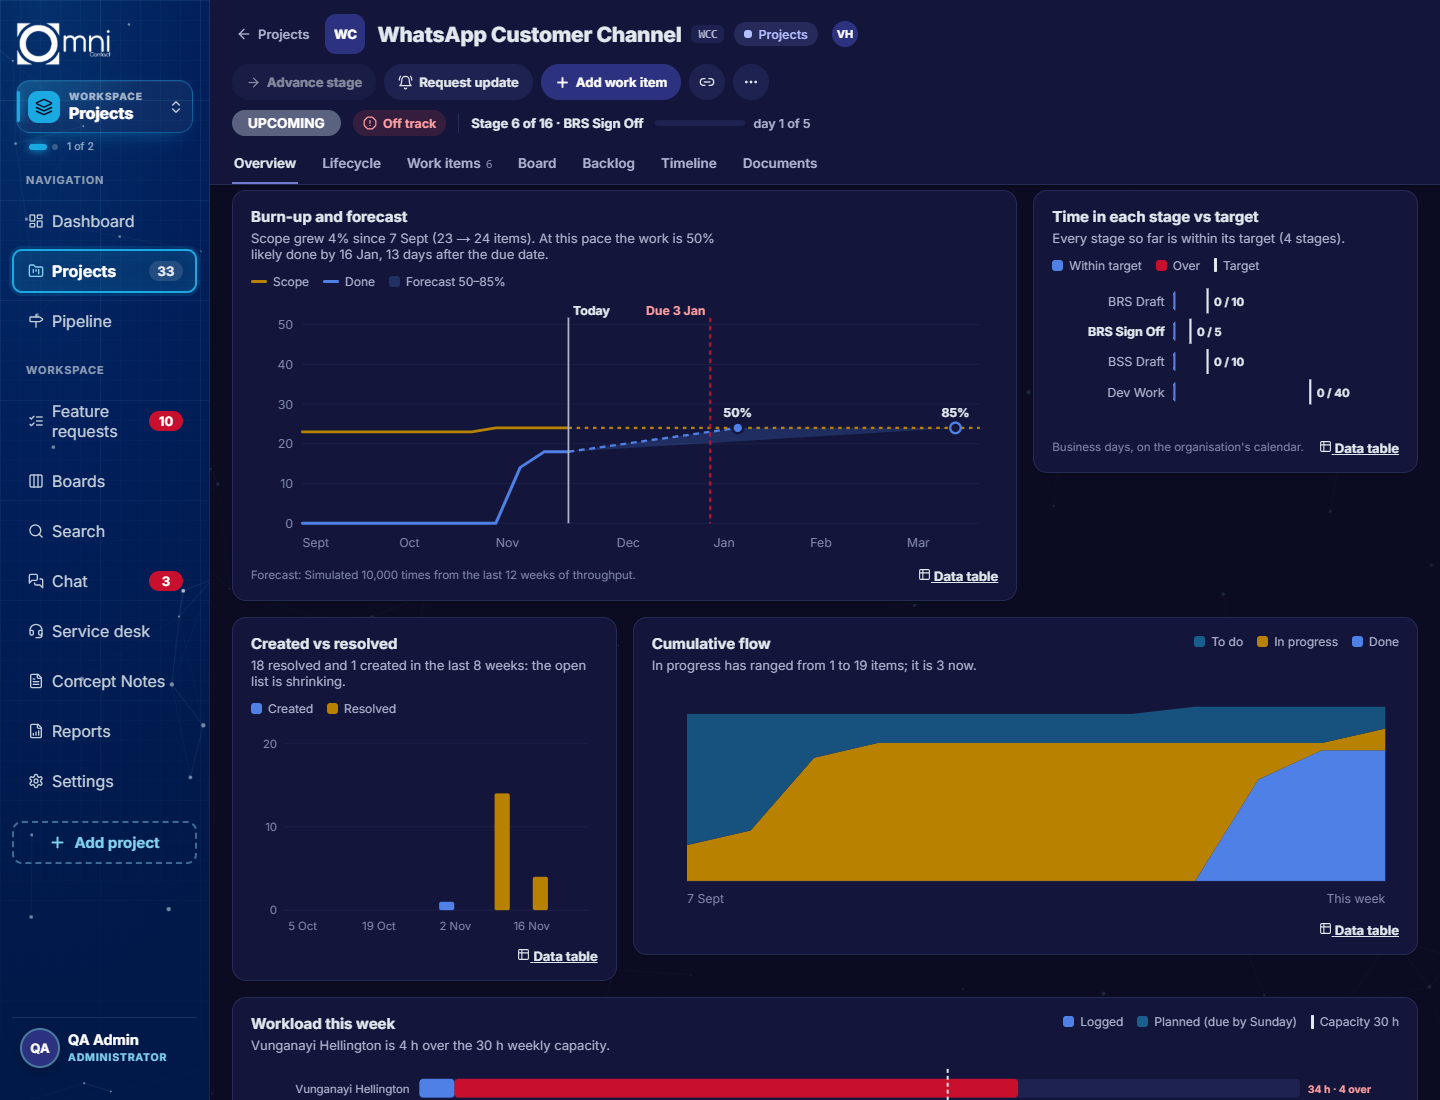 Omni
Contact
WORKSPACE
Projects
1 of 2
NAVIGATION
Dashboard
Projects 33
Pipeline
WORKSPACE
Feature
requests
10
Boards
Search
Chat 3
Service desk
Concept Notes
Reports
Settings
+ Add project
QA
QA Admin
ADMINISTRATOR
← Projects
WC
WhatsApp Customer Channel
WCC
Projects
VH
→ Advance stage
Request update
+ Add work item
UPCOMING
Off track
Stage 6 of 16 · BRS Sign Off
day 1 of 5
Overview
Lifecycle
Work items 6
Board
Backlog
Timeline
Documents
Burn-up and forecast
Scope grew 4% since 7 Sept (23 → 24 items). At this pace the work is 50%
likely done by 16 Jan, 13 days after the due date.
Scope
Done
Forecast 50–85%
Today
Due 3 Jan
50
40
30
20
10
0
50%
85%
Sept
Oct
Nov
Dec
Jan
Feb
Mar
Forecast: Simulated 10,000 times from the last 12 weeks of throughput.
Data table
Time in each stage vs target
Every stage so far is within its target (4 stages).
Within target
Over
Target
BRS Draft 0 / 10
BRS Sign Off 0 / 5
BSS Draft 0 / 10
Dev Work 0 / 40
Business days, on the organisation's calendar.
Data table
Created vs resolved
18 resolved and 1 created in the last 8 weeks: the open
list is shrinking.
Created
Resolved
20
10
0
5 Oct
19 Oct
2 Nov
16 Nov
Data table
Cumulative flow
In progress has ranged from 1 to 19 items; it is 3 now.
To do
In progress
Done
7 Sept
This week
Data table
Workload this week
Vunganayi Hellington is 4 h over the 30 h weekly capacity.
Logged
Planned (due by Sunday)
Capacity 30 h
Vunganayi Hellington
34 h · 4 over